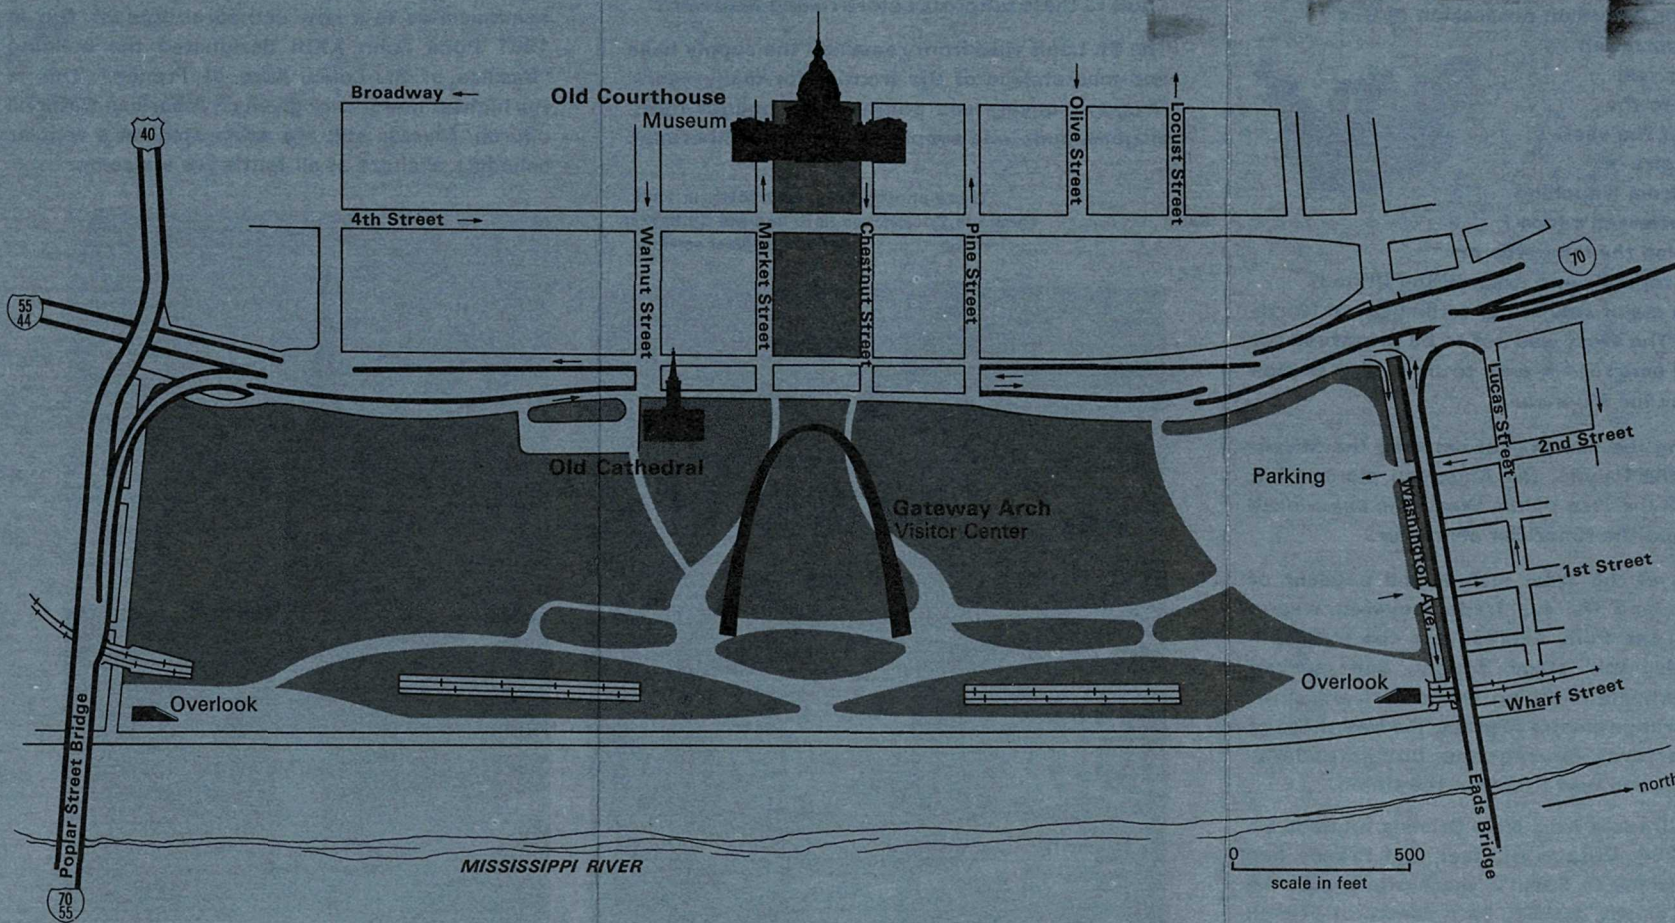 Broadway
Old Courthouse
Museum
Olive Street
Locust Street
40
4th Street
Walnut Street
Market Street
Chestnut Street
Pine Street
70
55
44
Old Cathedral
Gateway Arch
Visitor Center
Parking
Lucas Street
2nd Street
Washington Ave.
1st Street
Overlook
Overlook
Wharf Street
Poplar Street Bridge
Eads Bridge
north
MISSISSIPPI RIVER
0 500
scale in feet
70
55